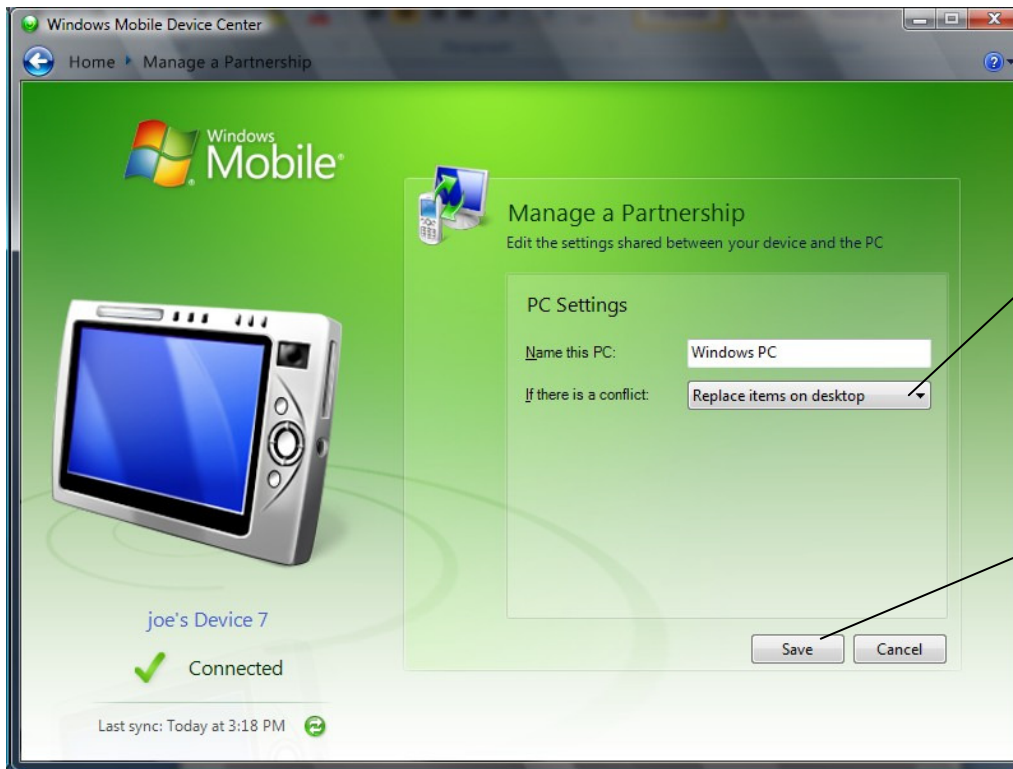 Windows Mobile Device Center
Home Manage a Partnership
Windows
Mobile
Manage a Partnership
Edit the settings shared between your device and the PC
PC Settings
Name this PC: Windows PC
If there is a conflict: Replace items on desktop
joe's Device 7
Connected
Save Cancel
Last sync: Today at 3:18 PM